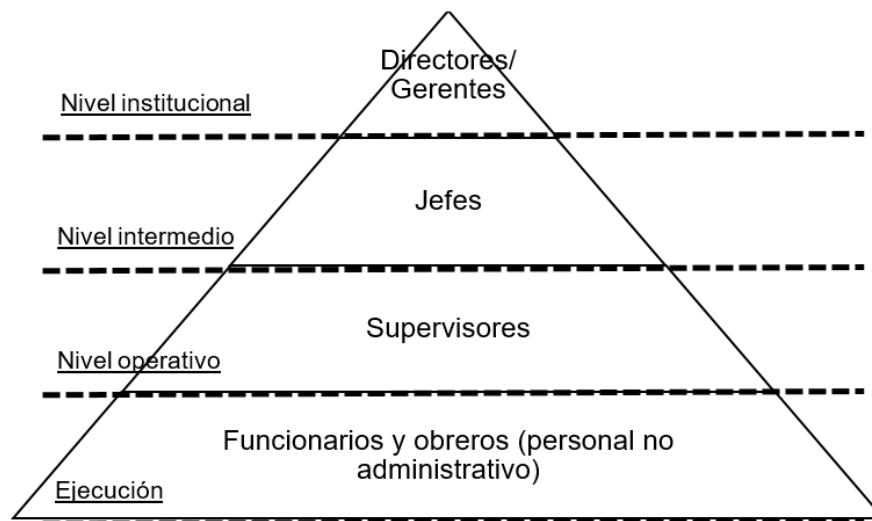 Directores/
Gerentes
Nivel institucional
Jefes
Nivel intermedio
Supervisores
Nivel operativo
Funcionarios y obreros (personal no
administrativo)
Ejecución